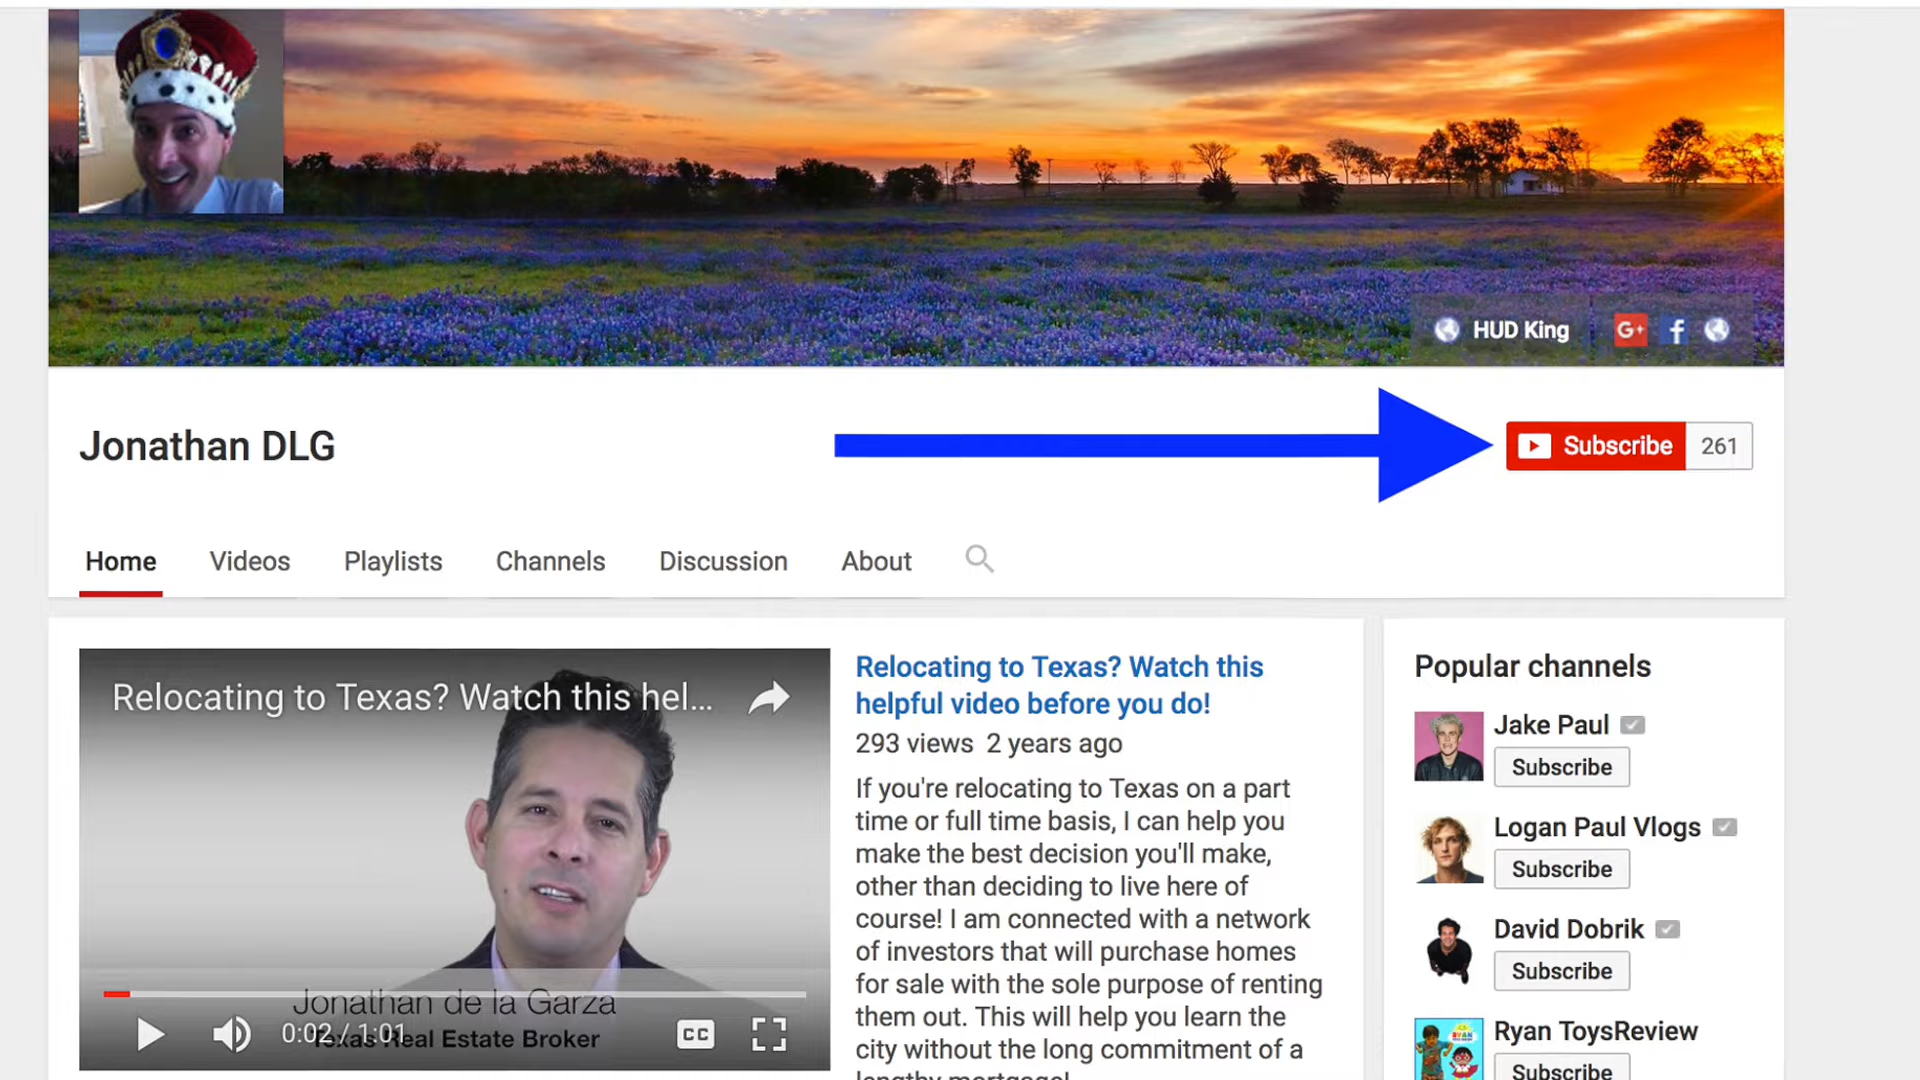 HUD King
G+ f
Jonathan DLG
Subscribe 261
Home Videos Playlists Channels Discussion About
Relocating to Texas? Watch this hel...
Jonathan de la Garza
Texas Real Estate Broker
0:02 / 1:01
CC
Relocating to Texas? Watch this
helpful video before you do!
293 views 2 years ago
If you're relocating to Texas on a part
time or full time basis, I can help you
make the best decision you'll make,
other than deciding to live here of
course! I am connected with a network
of investors that will purchase homes
for sale with the sole purpose of renting
them out. This will help you learn the
city without the long commitment of a
lengthy mortgage!
Popular channels
Jake Paul
Subscribe
Logan Paul Vlogs
Subscribe
David Dobrik
Subscribe
Ryan ToysReview
Subscribe